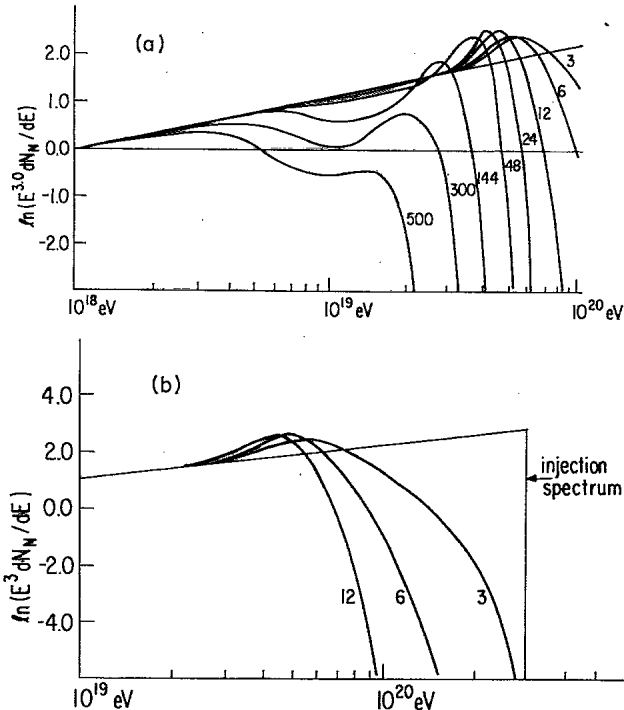 (a)
ln(E^3.0 dN_N/dE)
2.0
1.0
0.0
-1.0
-2.0
3
6
12
24
48
144
300
500
10^18 eV
10^19 eV
10^20 eV
(b)
ln(E^3 dN_N/dE)
4.0
2.0
0.0
-2.0
-4.0
injection
spectrum
12
6
3
10^19 eV
10^20 eV